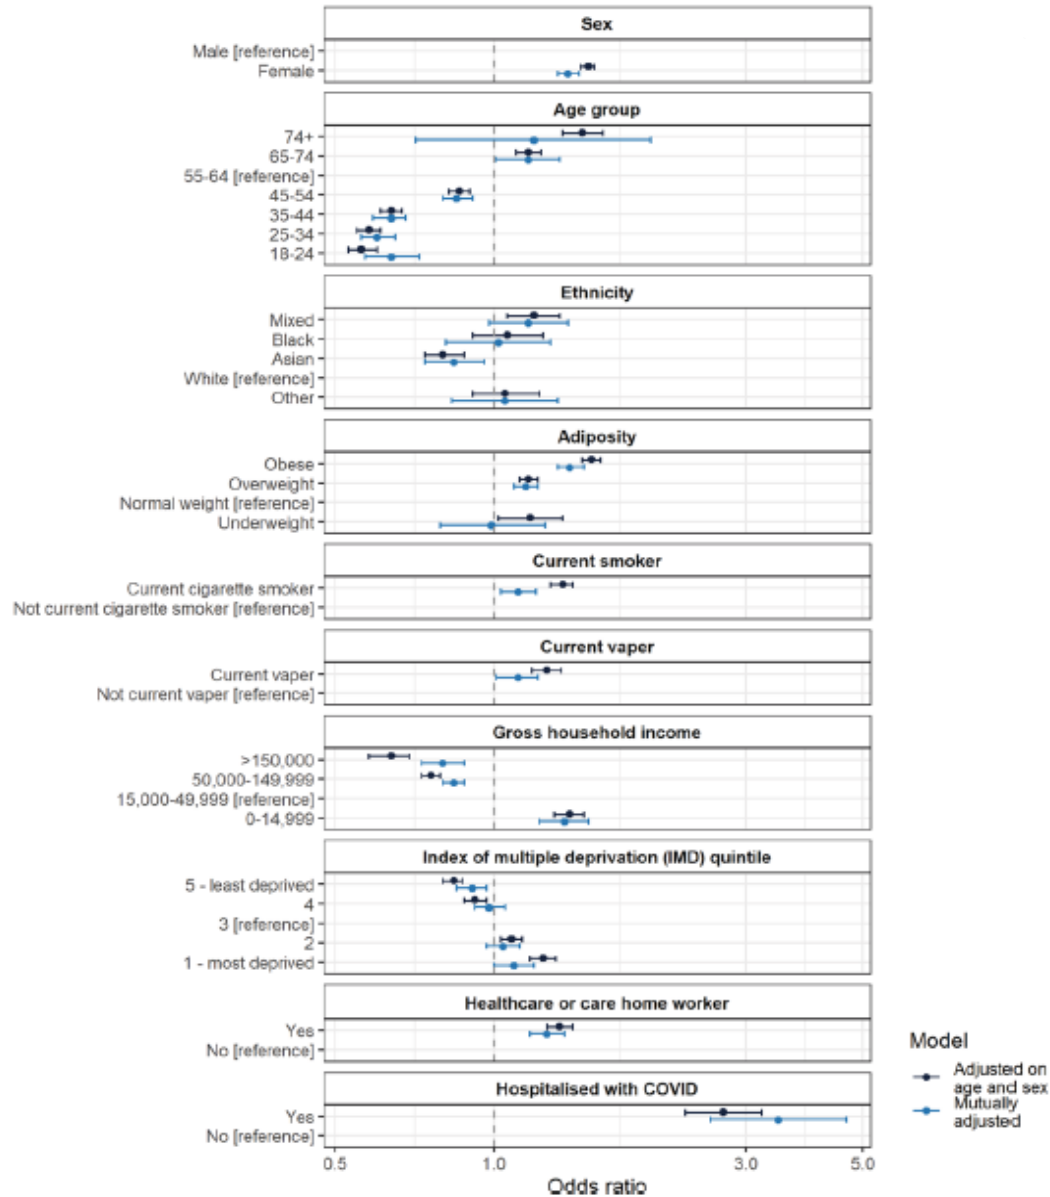 Sex
Male [reference]
Female
Age group
74+
65-74
55-64 [reference]
45-54
35-44
25-34
18-24
Ethnicity
Mixed
Black
Asian
White [reference]
Other
Adiposity
Obese
Overweight
Normal weight [reference]
Underweight
Current smoker
Current cigarette smoker
Not current cigarette smoker [reference]
Current vaper
Current vaper
Not current vaper [reference]
Gross household income
>150,000
50,000-149,999
15,000-49,999 [reference]
0-14,999
Index of multiple deprivation (IMD) quintile
5 - least deprived
4
3 [reference]
2
1 - most deprived
Healthcare or care home worker
Yes
No [reference]
Hospitalised with COVID
Yes
No [reference]
0.5 1.0 3.0 5.0
Odds ratio
Model
Adjusted on
age and sex
Mutually
adjusted